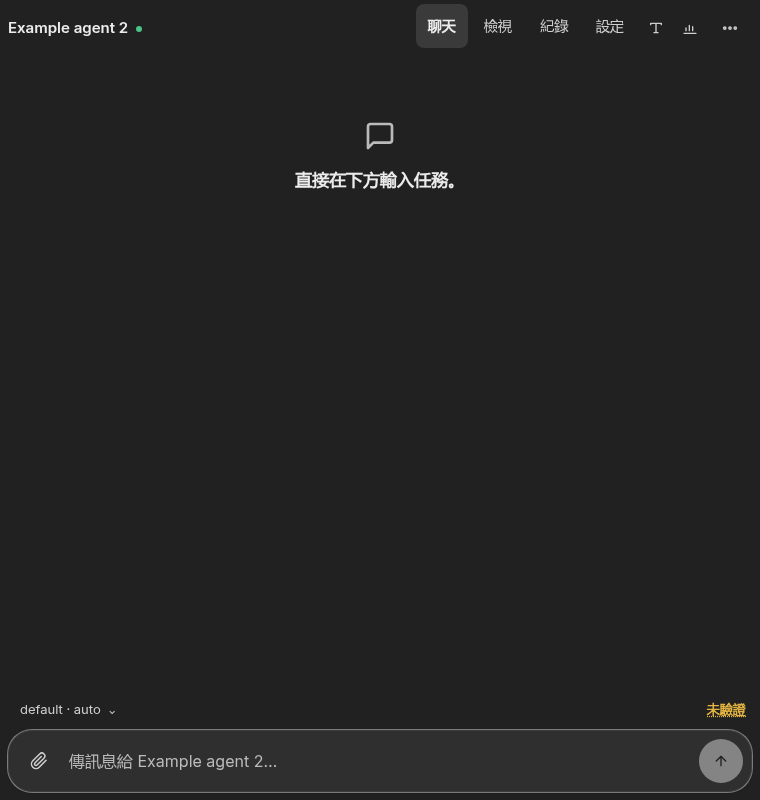 Example agent 2
聊天
檢視
紀錄
設定
直接在下方輸入任務。
default · auto
未驗證
傳訊息給 Example agent 2...